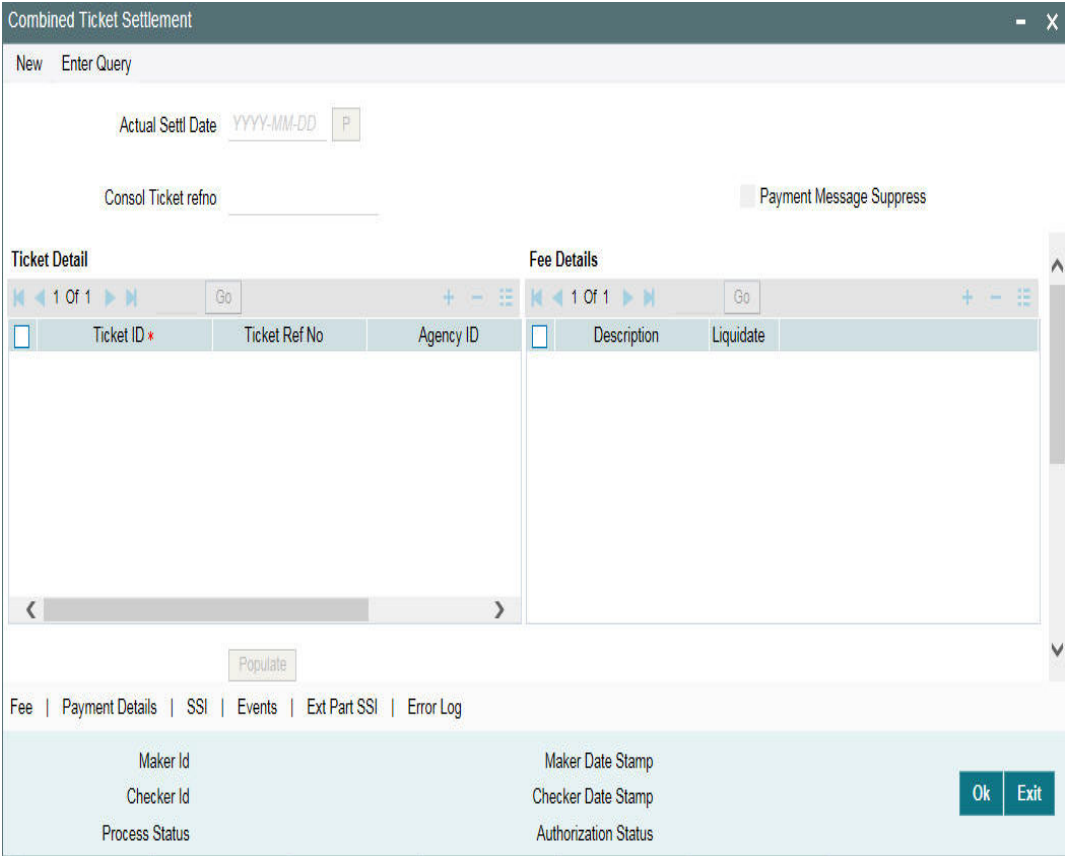 Combined Ticket Settlement
New Enter Query
Actual Settl Date YYYY-MM-DD P
Consol Ticket refno
Payment Message Suppress
Ticket Detail
1 Of 1 Go
Ticket ID * Ticket Ref No Agency ID
Fee Details
1 Of 1 Go
Description Liquidate
Populate
Fee | Payment Details | SSI | Events | Ext Part SSI | Error Log
Maker Id Maker Date Stamp
Checker Id Checker Date Stamp
Process Status Authorization Status
Ok Exit